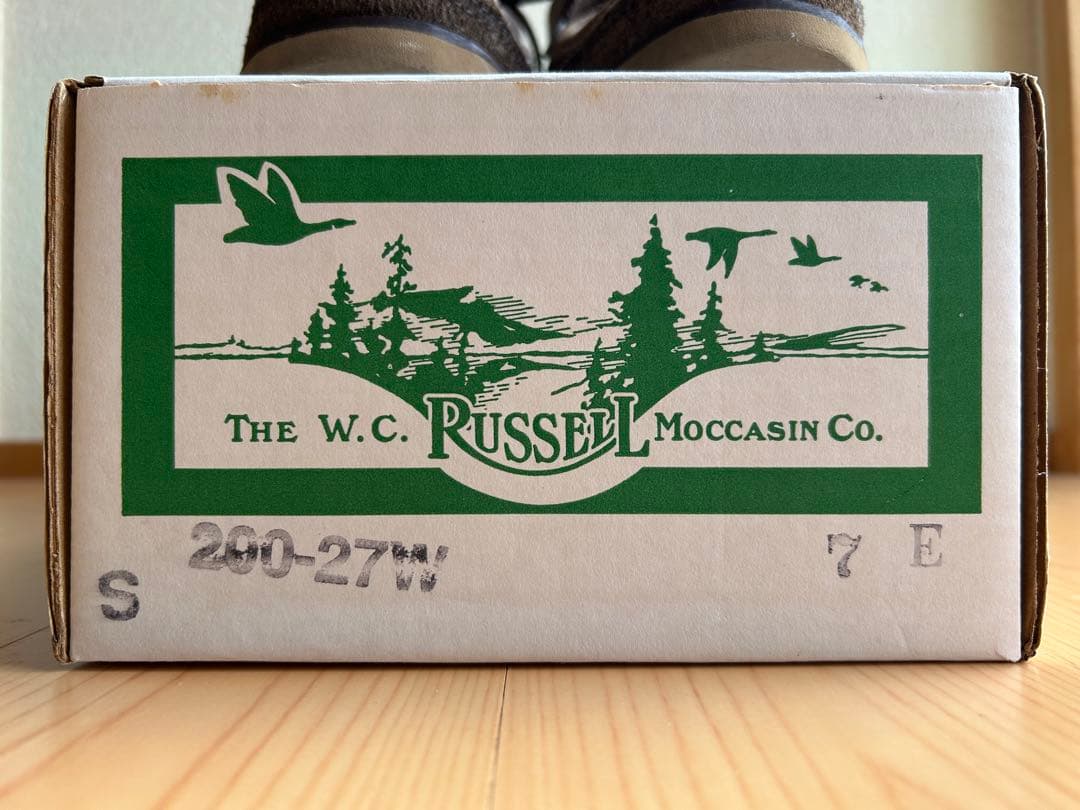 THE W.C. RUSSELL MOCCASIN CO.
200-27W 7 E
S